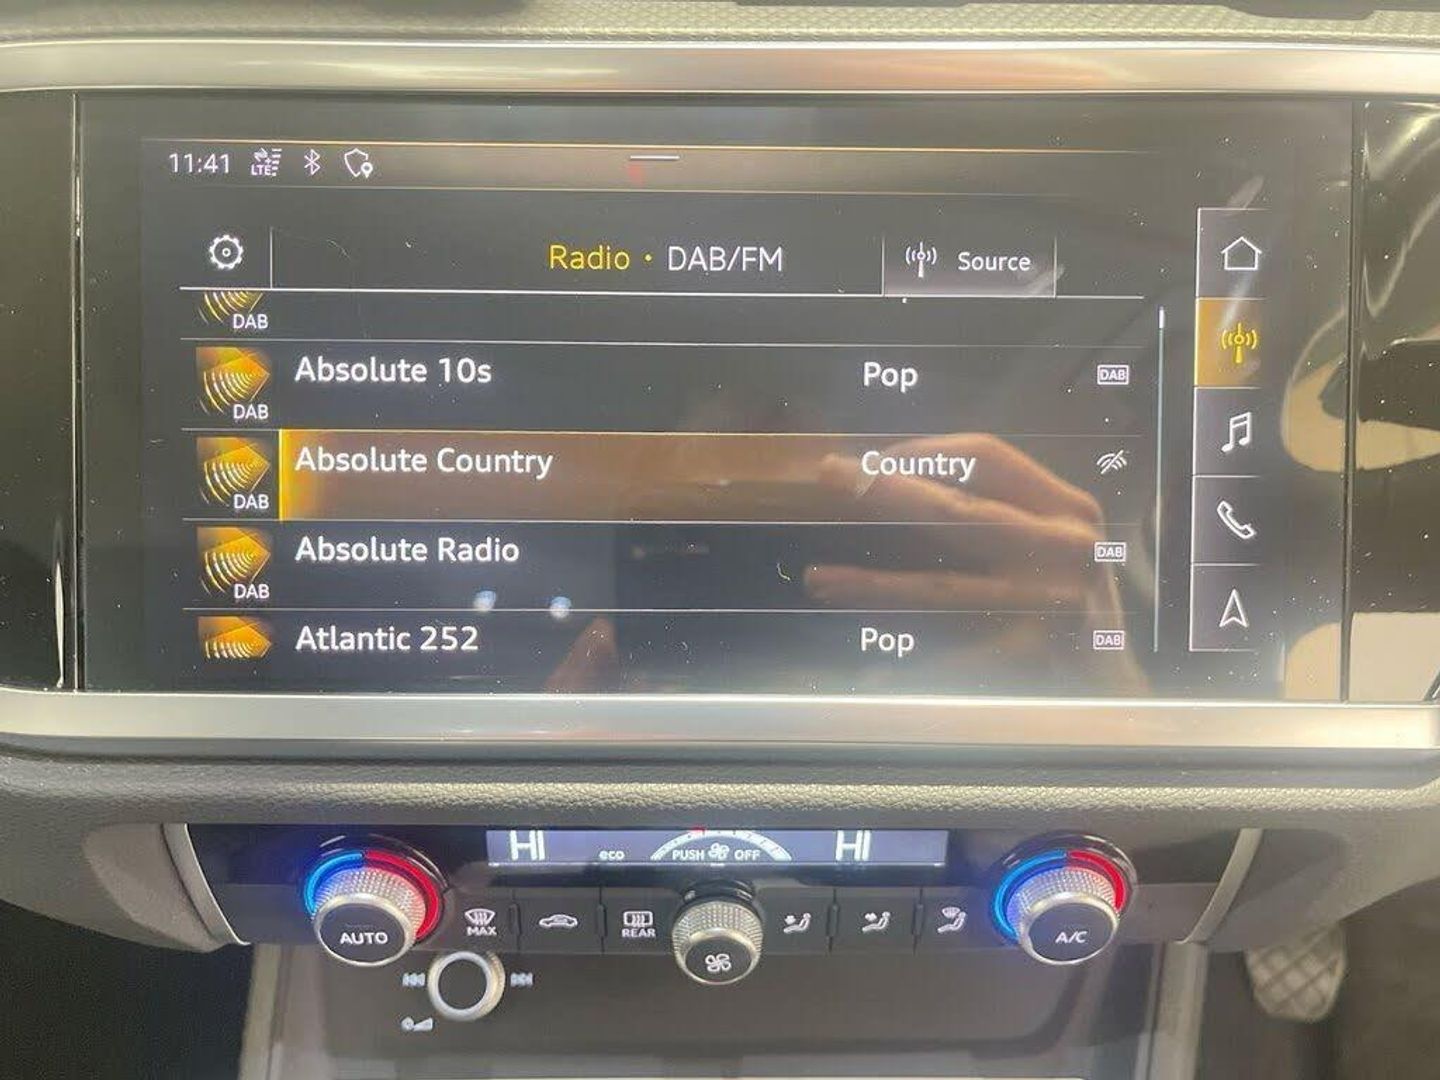 11:41 LTE
Radio • DAB/FM
Source
DAB
Absolute 10s Pop DAB
DAB
Absolute Country Country
DAB
Absolute Radio DAB
DAB
Atlantic 252 Pop DAB
HI eco PUSH OFF HI
AUTO MAX REAR A/C